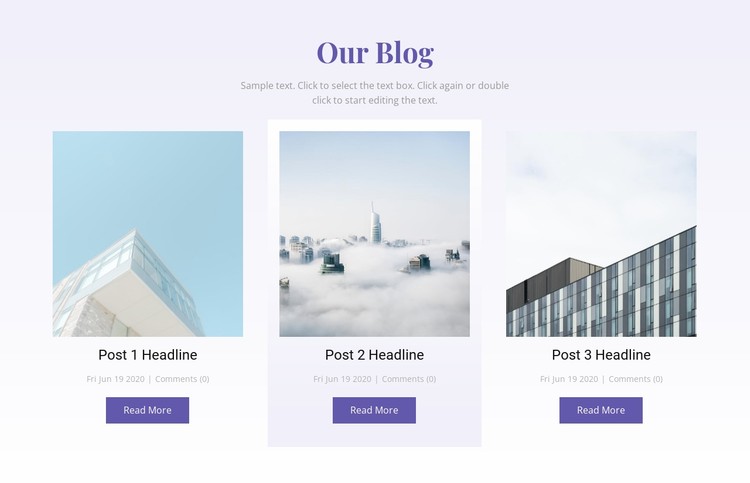 Our Blog
Sample text. Click to select the text box. Click again or double
click to start editing the text.
Post 1 Headline
Fri Jun 19 2020 | Comments (0)
Read More
Post 2 Headline
Fri Jun 19 2020 | Comments (0)
Read More
Post 3 Headline
Fri Jun 19 2020 | Comments (0)
Read More